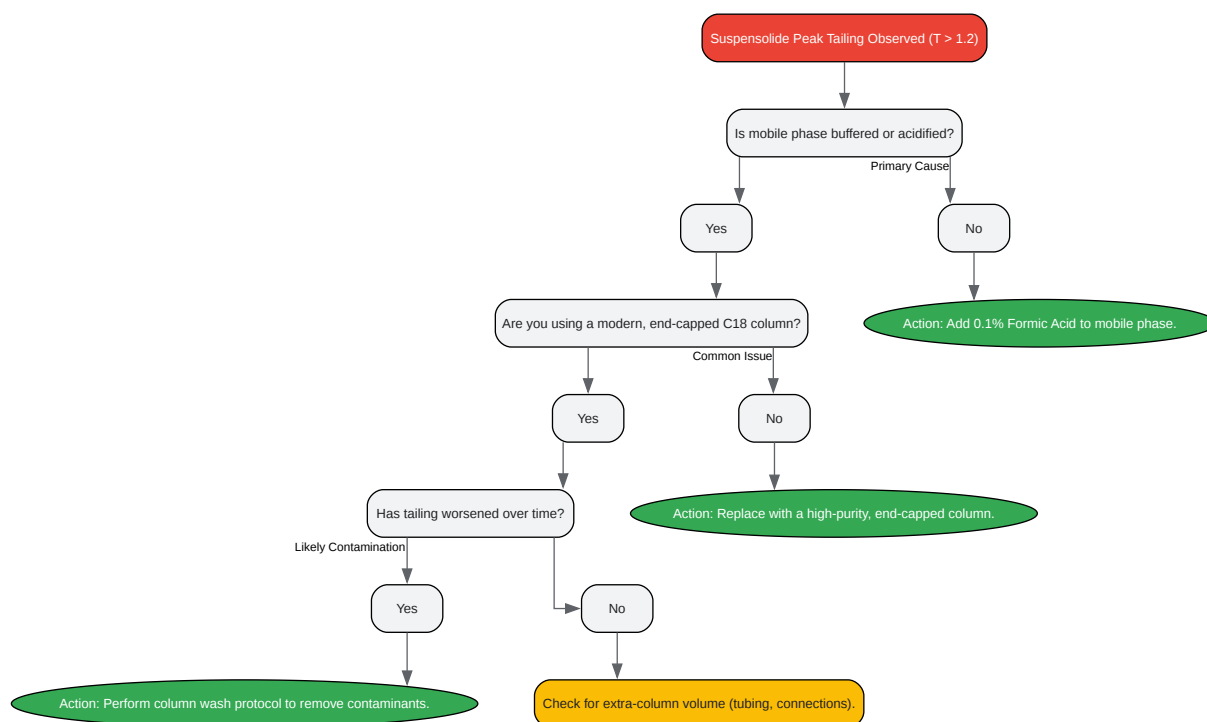 Suspensolide Peak Tailing Observed (T > 1.2)
Is mobile phase buffered or acidified?
Primary Cause
Yes
No
Are you using a modern, end-capped C18 column?
Action: Add 0.1% Formic Acid to mobile phase.
Common Issue
Yes
No
Has tailing worsened over time?
Action: Replace with a high-purity, end-capped column.
Likely Contamination
Yes
No
Action: Perform column wash protocol to remove contaminants.
Check for extra-column volume (tubing, connections).